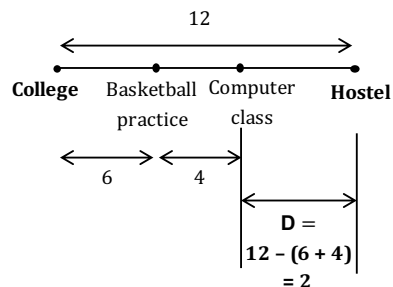 12
College Basketball practice Computer class Hostel
6 4
D =
12 – (6 + 4)
= 2